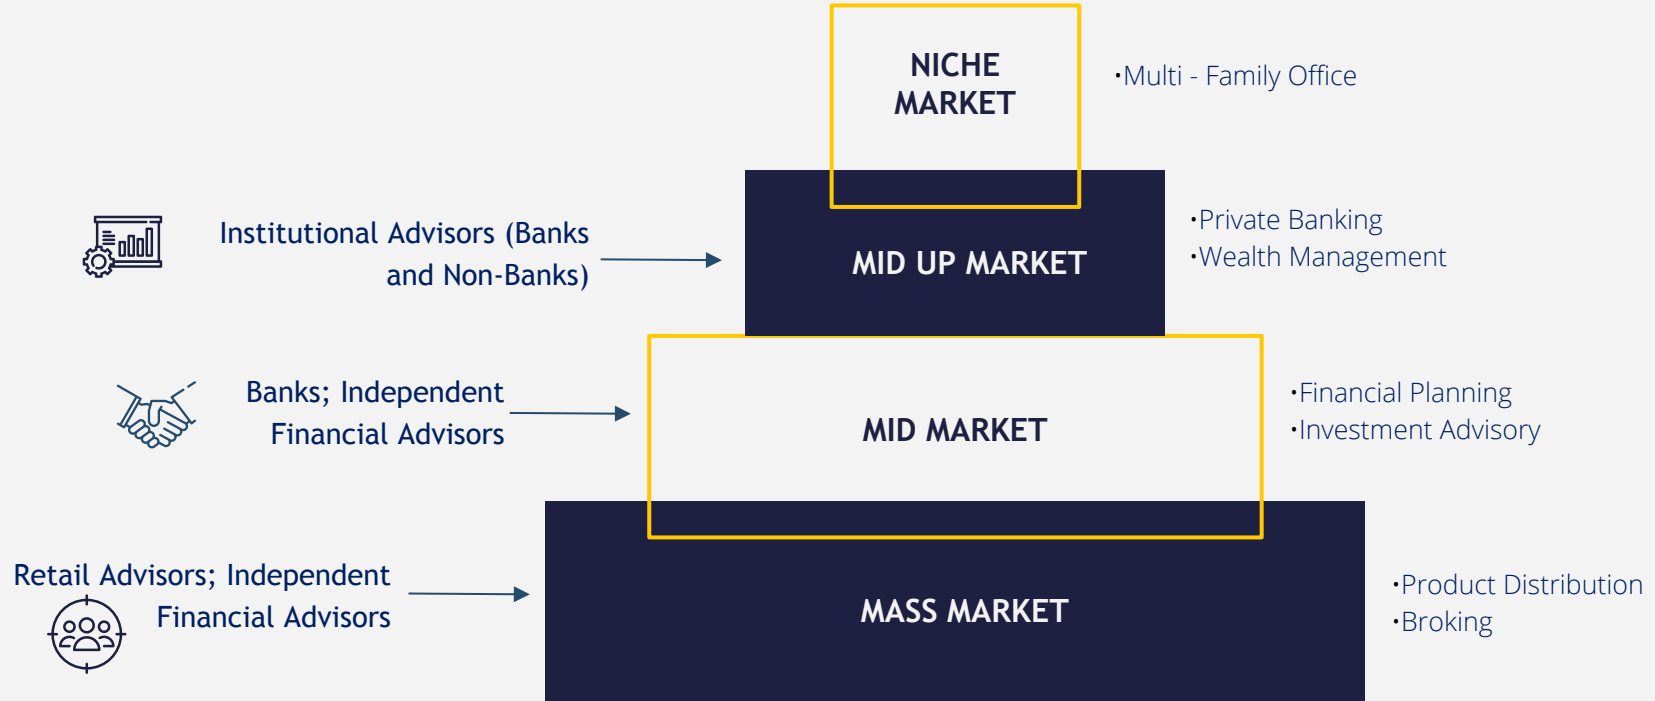 NICHE
MARKET
•Multi - Family Office
Institutional Advisors (Banks
and Non-Banks)
MID UP MARKET
•Private Banking
•Wealth Management
Banks; Independent
Financial Advisors
MID MARKET
•Financial Planning
•Investment Advisory
Retail Advisors; Independent
Financial Advisors
MASS MARKET
•Product Distribution
•Broking